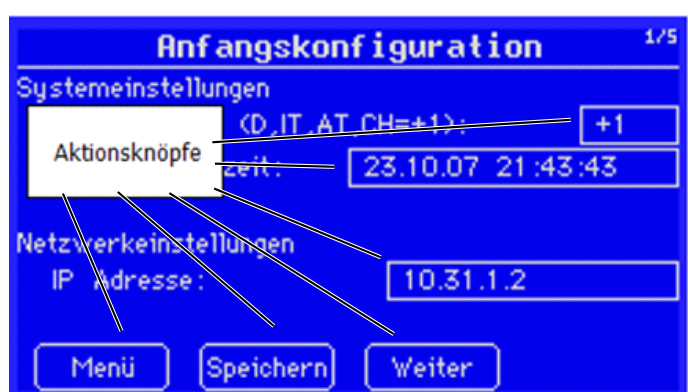 Anfangskonfiguration 1/5
Systemeinstellungen
(D,IT,AT,CH=+1): +1
Aktionsknöpfe
zeit: 23.10.07 21:43:43
Netzwerkeinstellungen
IP Adresse: 10.31.1.2
Menü Speichern Weiter